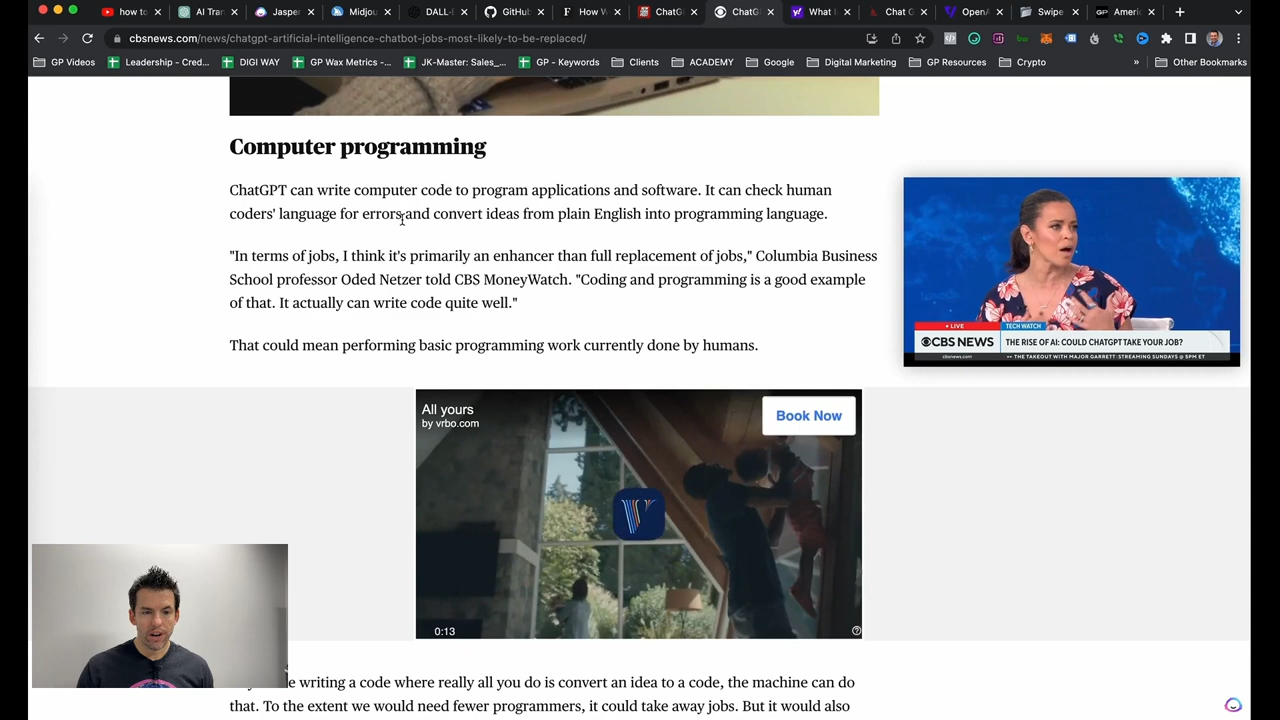 how to
AI Tran
Jasper
Midjou
DALL-
GitHub
How W
ChatG
ChatG
What I
Chat G
OpenA
Swipe
Ameri
cbsnews.com/news/chatgpt-artificial-intelligence-chatbot-jobs-most-likely-to-be-replaced/
GP Videos
Leadership - Cred...
DIGI WAY
GP Wax Metrics -...
JK-Master: Sales_...
GP - Keywords
Clients
ACADEMY
Google
Digital Marketing
GP Resources
Crypto
»
Other Bookmarks
Computer programming
ChatGPT can write computer code to program applications and software. It can check human
coders' language for errors and convert ideas from plain English into programming language.
"In terms of jobs, I think it's primarily an enhancer than full replacement of jobs," Columbia Business
School professor Oded Netzer told CBS MoneyWatch. "Coding and programming is a good example
of that. It actually can write code quite well."
That could mean performing basic programming work currently done by humans.
• LIVE
TECH WATCH
CBS NEWS
THE RISE OF AI: COULD CHATGPT TAKE YOUR JOB?
cbsnews.com
THE TAKEOUT WITH MAJOR GARRETT: STREAMING SUNDAYS @ 5PM ET
All yours
by vrbo.com
Book Now
0:13
writing a code where really all you do is convert an idea to a code, the machine can do
that. To the extent we would need fewer programmers, it could take away jobs. But it would also